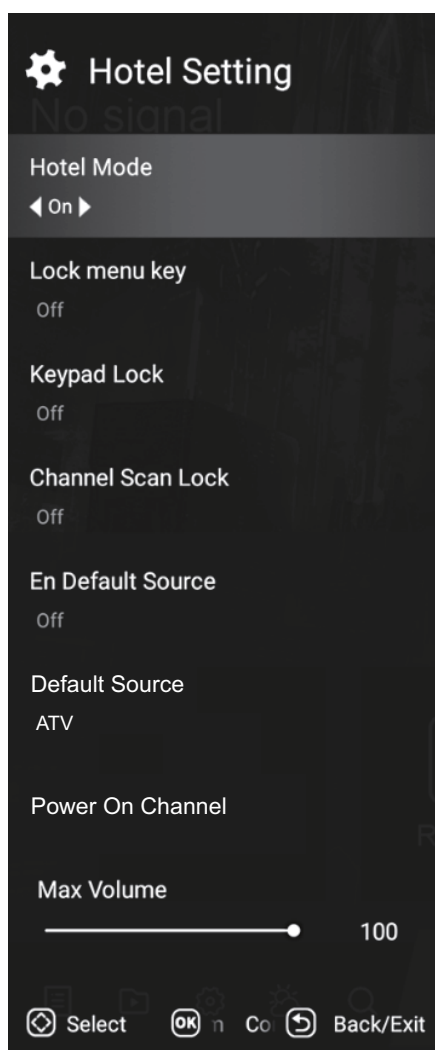 Hotel Setting
No signal
Hotel Mode
On
Lock menu key
Off
Keypad Lock
Off
Channel Scan Lock
Off
En Default Source
Off
Default Source
ATV
Power On Channel
R
Max Volume
100
Select OK n Co Back/Exit